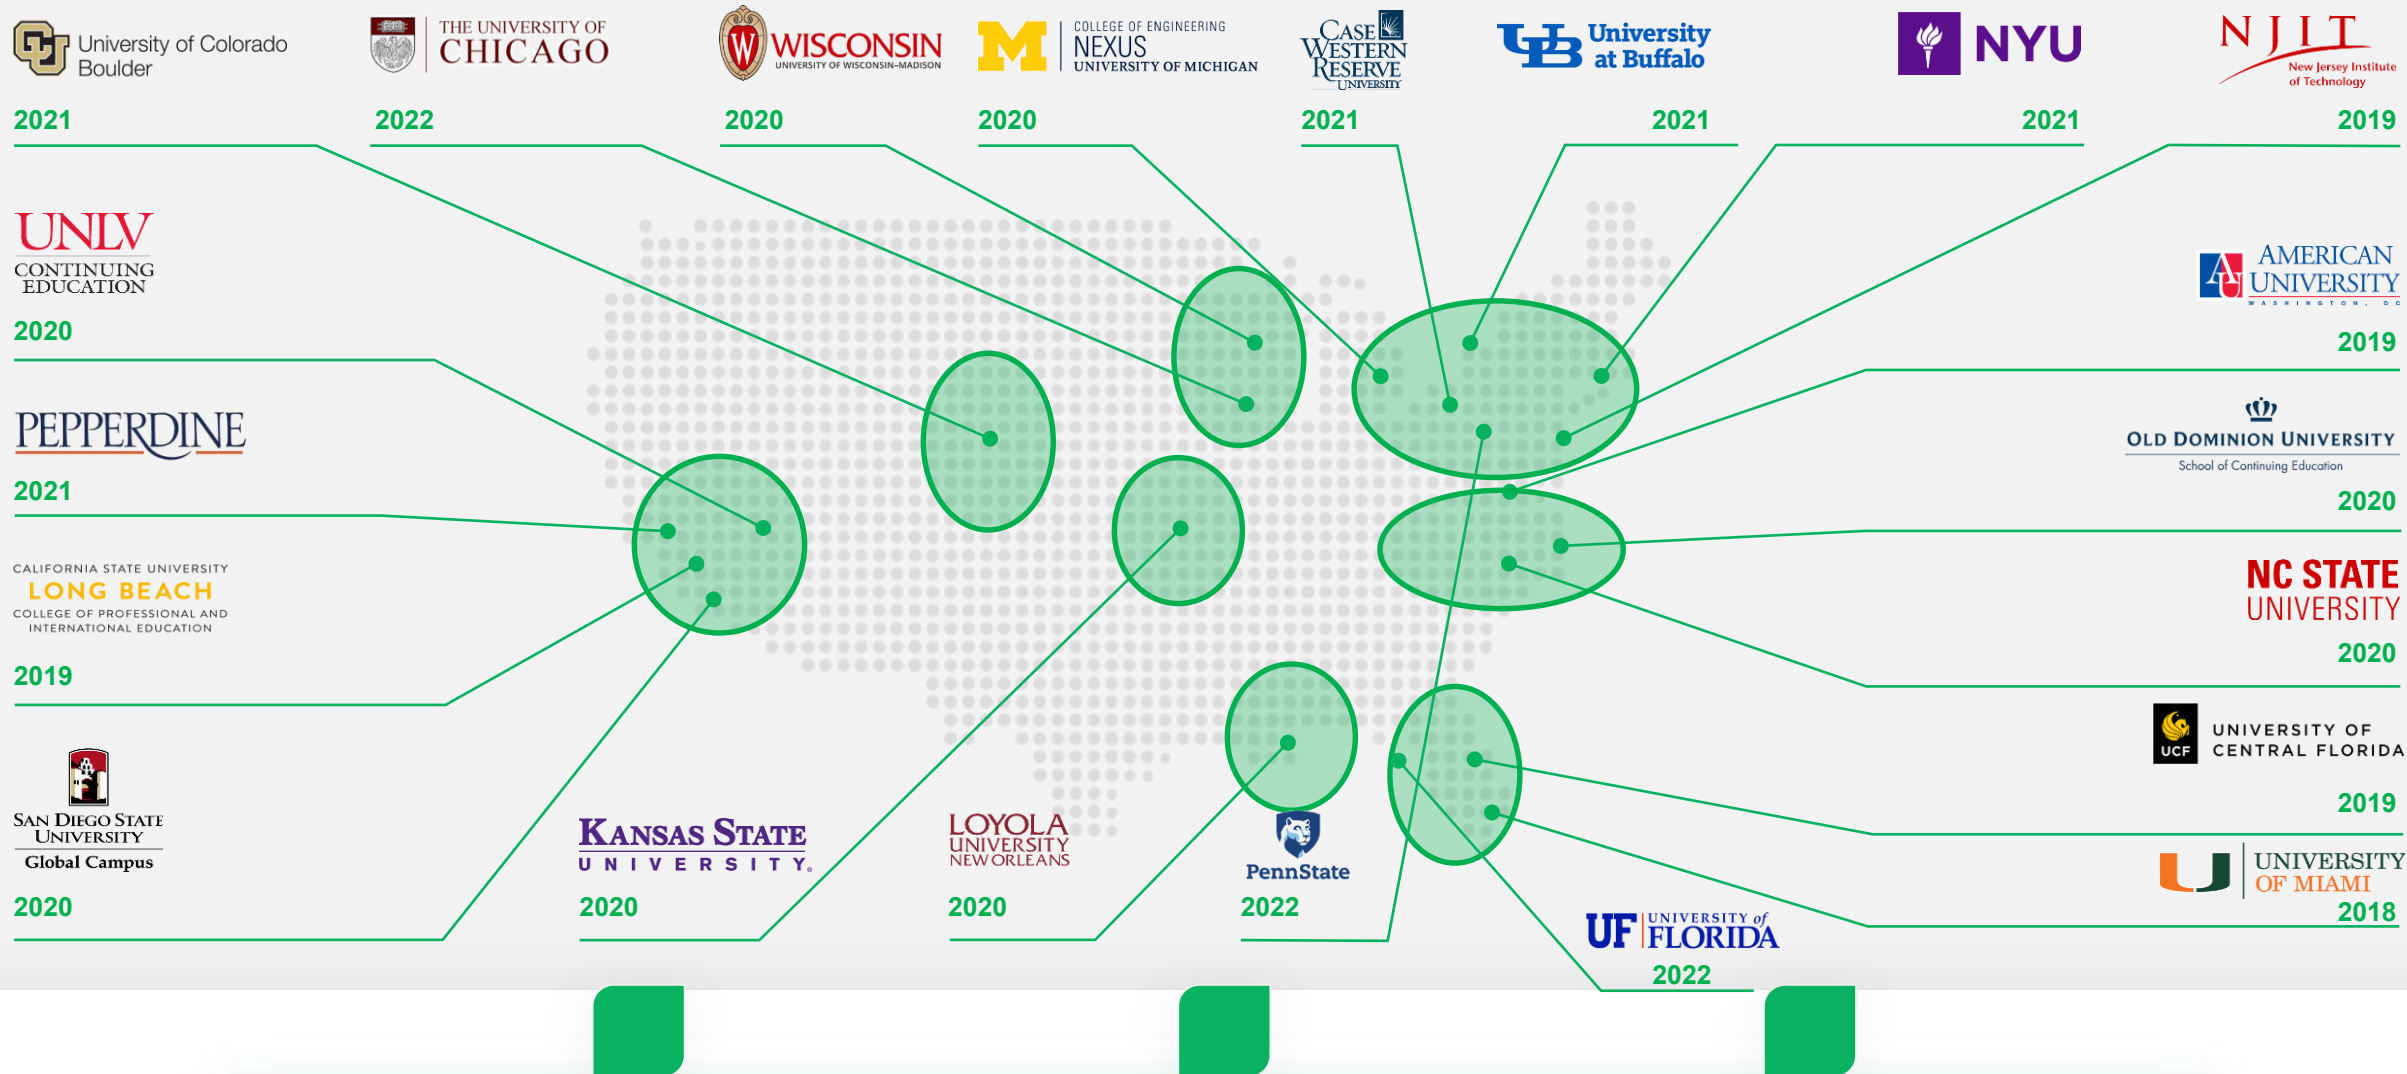 University of Colorado
Boulder
2021
THE UNIVERSITY OF
CHICAGO
2022
W
WISCONSIN
UNIVERSITY OF WISCONSIN–MADISON
2020
M
COLLEGE OF ENGINEERING
NEXUS
UNIVERSITY OF MICHIGAN
2020
CASE
WESTERN
RESERVE
UNIVERSITY
2021
UB
University
at Buffalo
2021
NYU
2021
NJIT
New Jersey Institute
of Technology
2019
UNLV
CONTINUING
EDUCATION
2020
AU
AMERICAN
UNIVERSITY
WASHINGTON, DC
2019
PEPPERDINE
2021
OLD DOMINION UNIVERSITY
School of Continuing Education
2020
CALIFORNIA STATE UNIVERSITY
LONG BEACH
COLLEGE OF PROFESSIONAL AND
INTERNATIONAL EDUCATION
2019
NC STATE
UNIVERSITY
2020
UCF
UNIVERSITY OF
CENTRAL FLORIDA
2019
SAN DIEGO STATE
UNIVERSITY
Global Campus
2020
KANSAS STATE
UNIVERSITY®
2020
LOYOLA
UNIVERSITY
NEW ORLEANS
2020
PennState
2022
U
UNIVERSITY
OF MIAMI
2018
UF
UNIVERSITY of
FLORIDA
2022